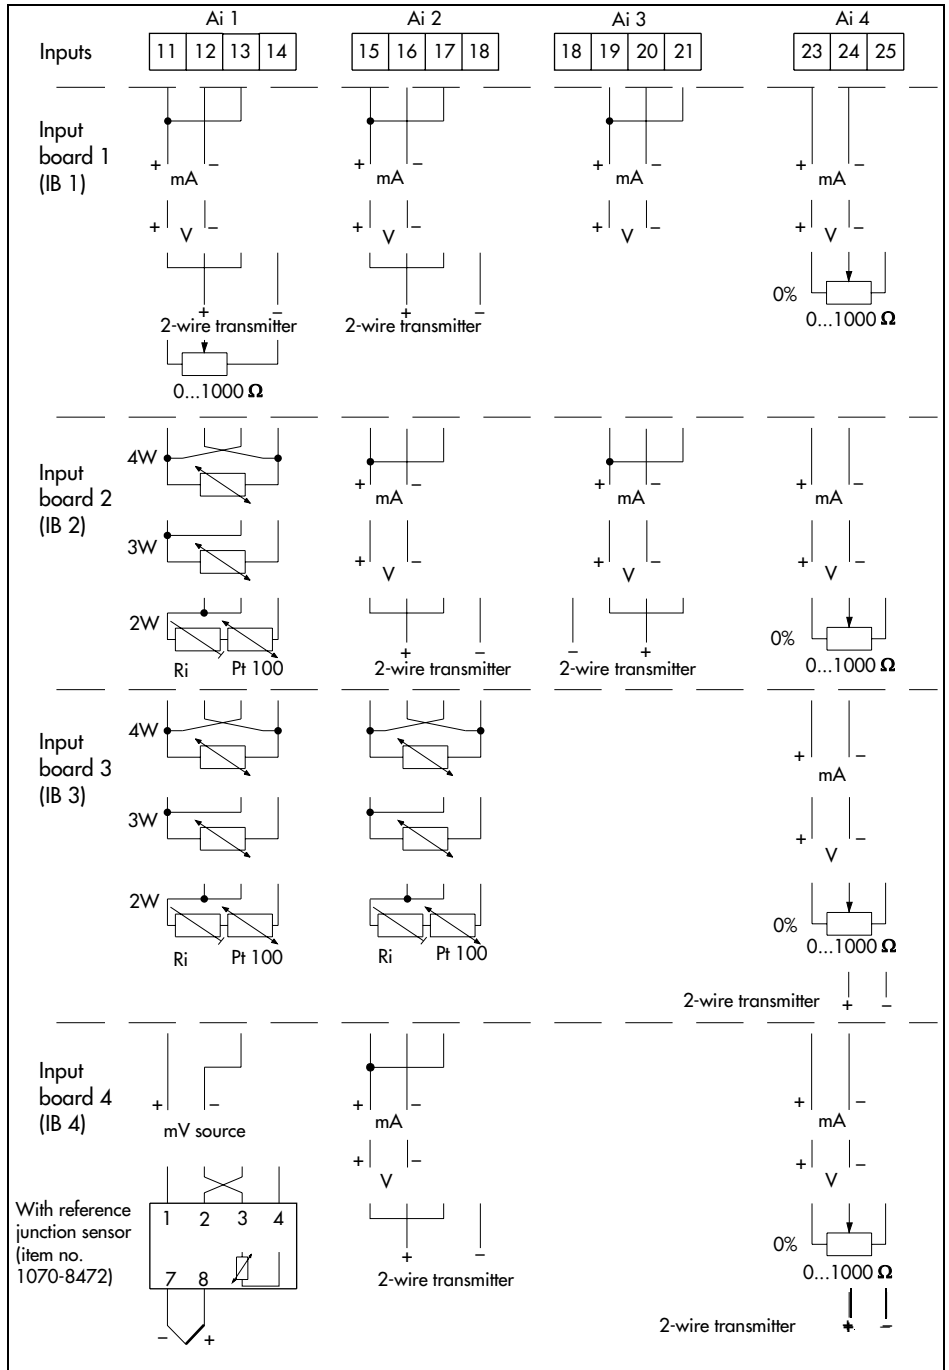 Ai 1 Ai 2 Ai 3 Ai 4
Inputs 11 12 13 14 15 16 17 18 18 19 20 21 23 24 25
Input
board 1
(IB 1)
+ − + − + − + −
mA mA mA mA
+ − + − + − + −
V V V V
0%
0...1000 Ω
+ − + −
2-wire transmitter 2-wire transmitter
0...1000 Ω
Input
board 2
(IB 2)
4W
+ − + − + −
mA mA mA
3W
+ − + − + −
V V V
2W
Ri Pt 100
+ −
2-wire transmitter
− +
2-wire transmitter
0%
0...1000 Ω
Input
board 3
(IB 3)
4W
+ −
mA
3W
+ −
V
2W
Ri Pt 100 Ri Pt 100
0%
0...1000 Ω
2-wire transmitter + −
Input
board 4
(IB 4)
+ − + − + −
mV source mA mA
+ − + −
V V
With reference
junction sensor
(item no.
1070-8472)
1 2 3 4
7 8
− +
+ −
2-wire transmitter
0%
0...1000 Ω
2-wire transmitter + −